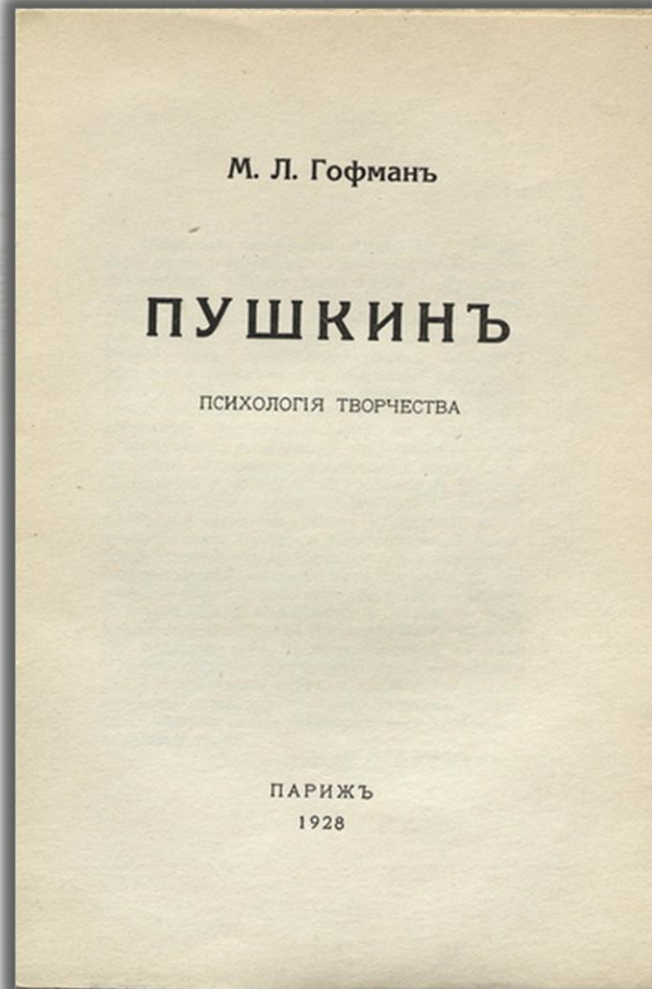 М. Л. Гофманъ
ПУШКИНЪ
ПСИХОЛОГІЯ ТВОРЧЕСТВА
ПАРИЖЪ
1928